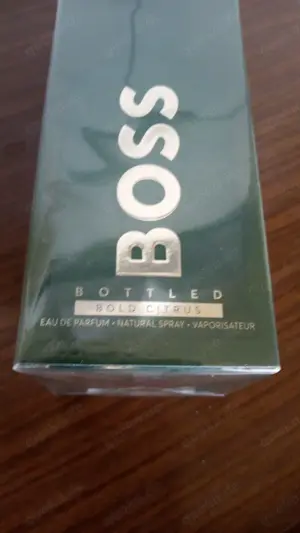 BOSS
BOTTLED
BOLD CITRUS
EAU DE PARFUM • NATURAL SPRAY • VAPORISATEUR